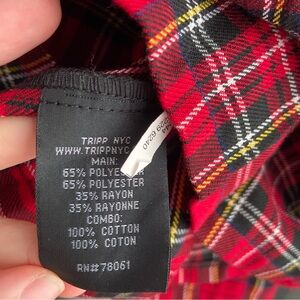 TRIPP NYC
WWW.TRIPPNYC
MAIN:
65% POLYE
65% POLYESTER
35% RAYON
35% RAYONNE
COMBO:
100% COTTON
100% COTON
RN#78061